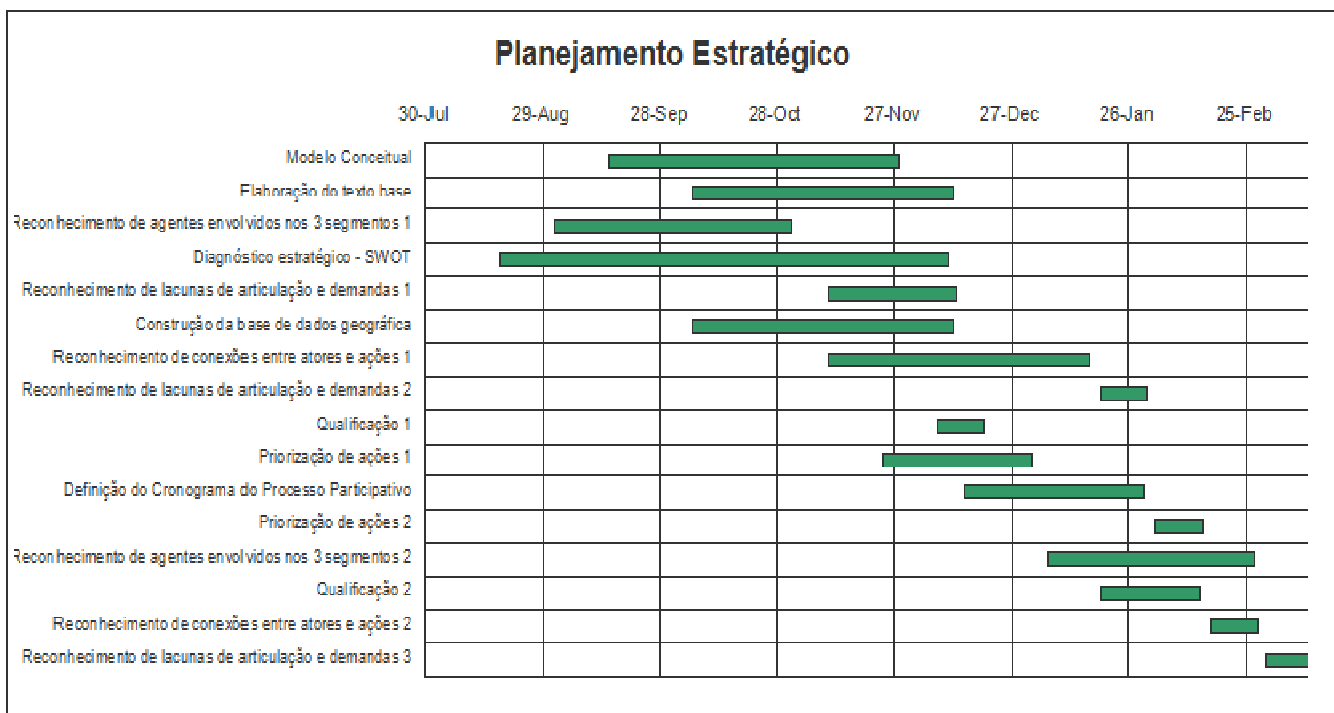 Planejamento Estratégico
30-Jul 29-Aug 28-Sep 28-Oct 27-Nov 27-Dec 26-Jan 25-Feb
Modelo Conceitual
Elaboração do texto base
Reconhecimento de agentes envolvidos nos 3 segmentos 1
Diagnóstico estratégico - SWOT
Reconhecimento de lacunas de articulação e demandas 1
Construção da base de dados geográfica
Reconhecimento de conexões entre atores e ações 1
Reconhecimento de lacunas de articulação e demandas 2
Qualificação 1
Priorização de ações 1
Definição do Cronograma do Processo Participativo
Priorização de ações 2
Reconhecimento de agentes envolvidos nos 3 segmentos 2
Qualificação 2
Reconhecimento de conexões entre atores e ações 2
Reconhecimento de lacunas de articulação e demandas 3